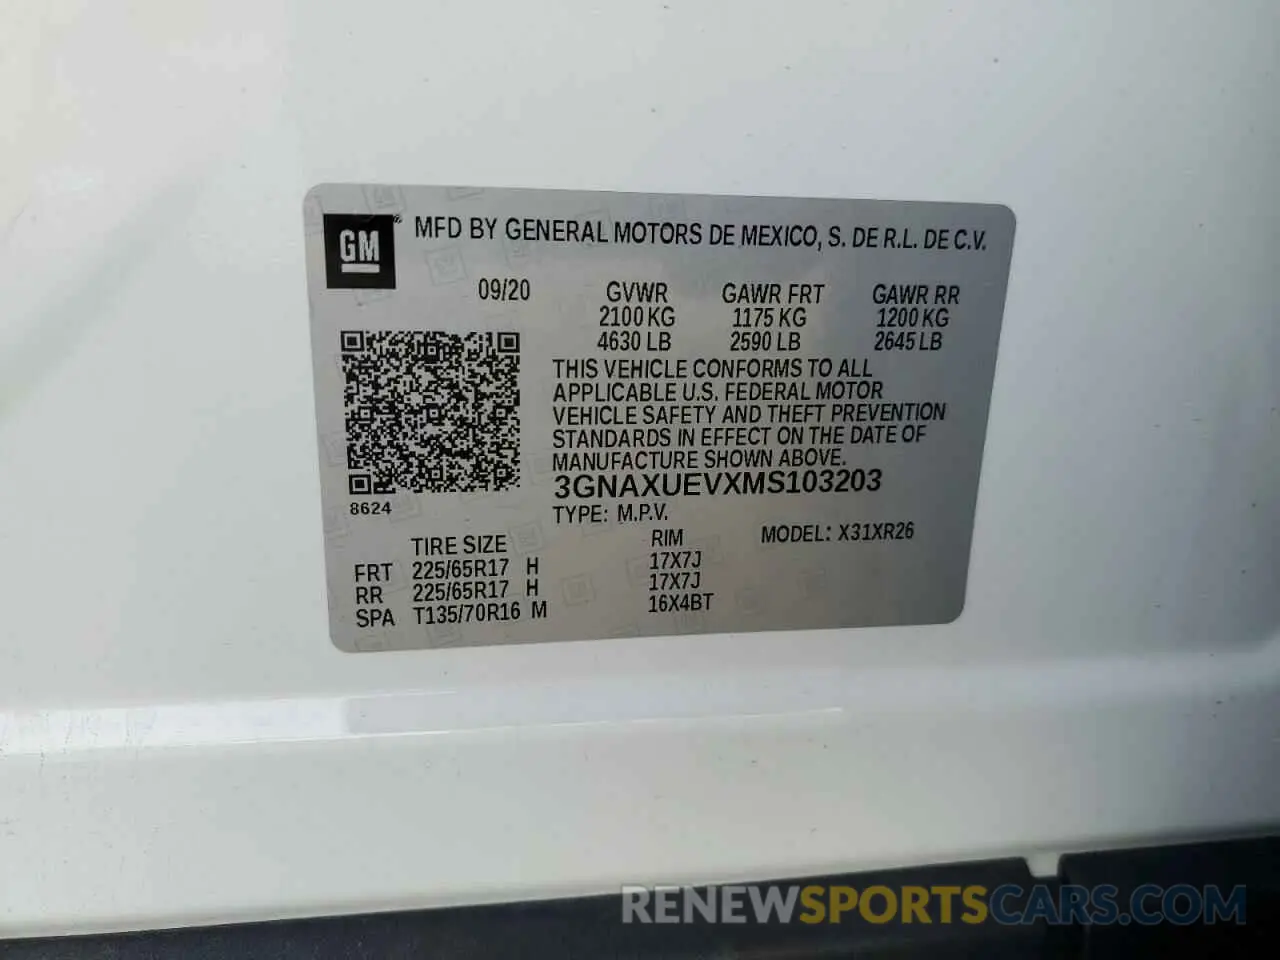 GM® MFD BY GENERAL MOTORS DE MEXICO, S. DE R.L. DE C.V.
09/20 GVWR GAWR FRT GAWR RR
2100 KG 1175 KG 1200 KG
4630 LB 2590 LB 2645 LB
THIS VEHICLE CONFORMS TO ALL
APPLICABLE U.S. FEDERAL MOTOR
VEHICLE SAFETY AND THEFT PREVENTION
STANDARDS IN EFFECT ON THE DATE OF
MANUFACTURE SHOWN ABOVE.
3GNAXUEVXMS103203
8624
TYPE: M.P.V.
TIRE SIZE RIM MODEL: X31XR26
FRT 225/65R17 H 17X7J
RR 225/65R17 H 17X7J
SPA T135/70R16 M 16X4BT
RENEWSPORTSCARS.COM